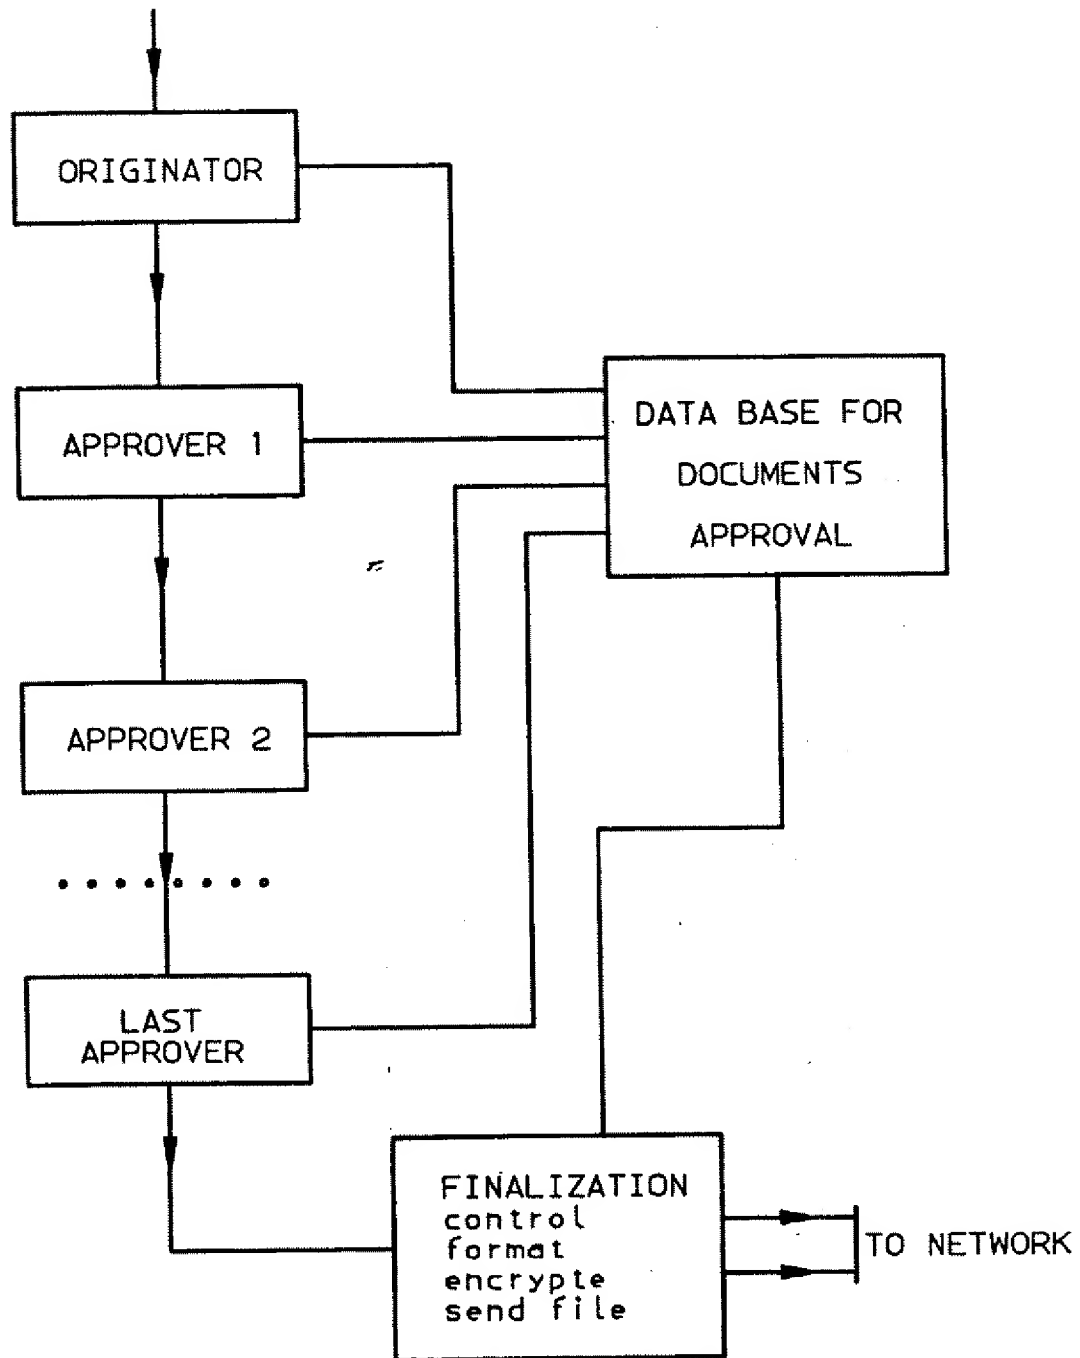 ORIGINATOR
APPROVER 1
DATA BASE FOR
DOCUMENTS
APPROVAL
APPROVER 2
LAST
APPROVER
FINALIZATION
control
format
encrypte
send file
TO NETWORK